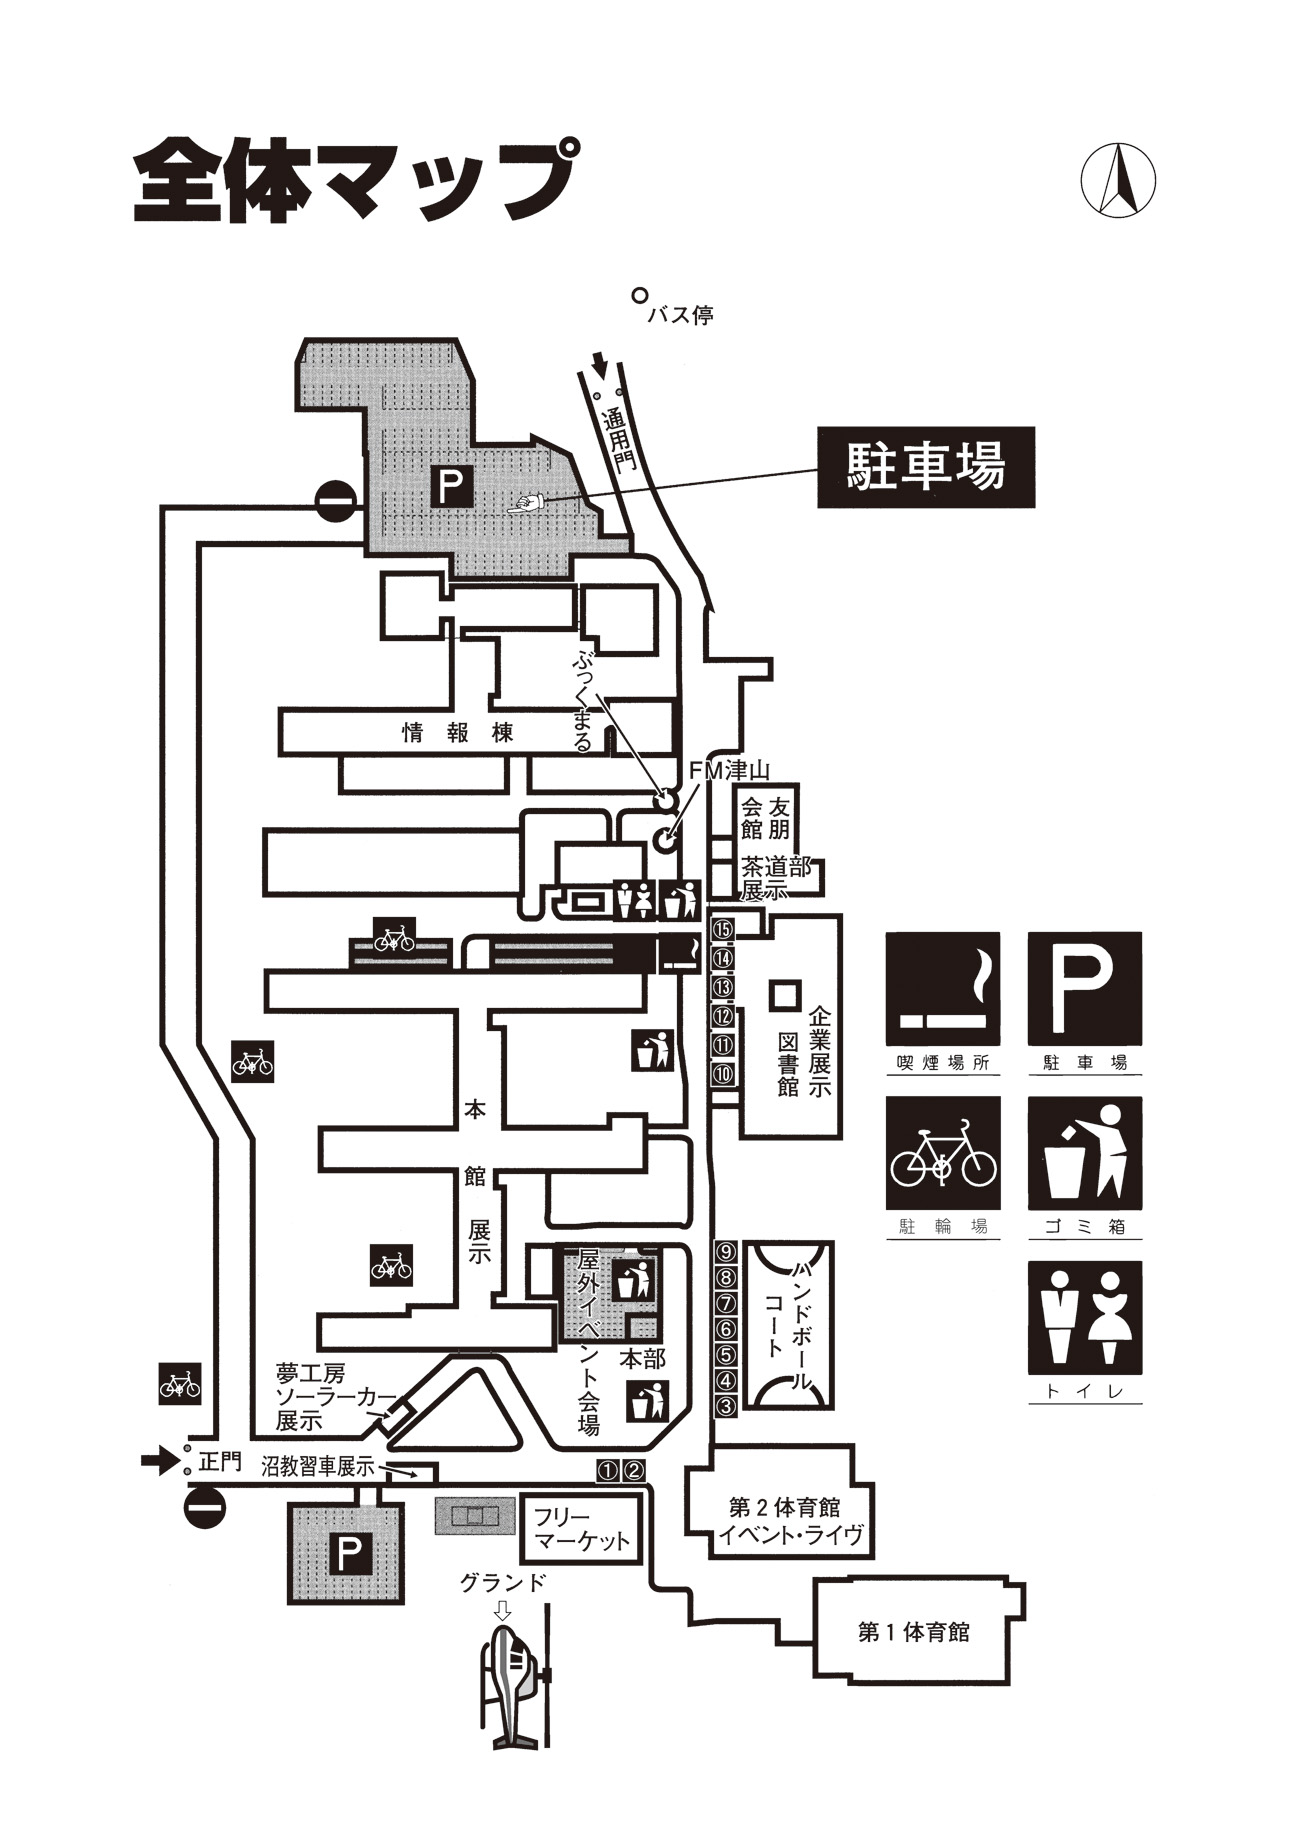 全体マップ
バス停
通用門
駐車場
P
情報棟
ぶっくまる
FM津山
友朋
会館
茶道部
展示
⑮
⑭
⑬
⑫
⑪
⑩
企業展示
図書館
喫煙場所
駐車場
P
駐輪場
ゴミ箱
トイレ
本館 展示
屋外イベント会場
本部
⑨
⑧
⑦
⑥
⑤
④
③
ハンドボール
コート
夢工房
ソーラーカー
展示
正門
沼教習車展示
①②
P
フリー
マーケット
第2体育館
イベント・ライヴ
グランド
第1体育館